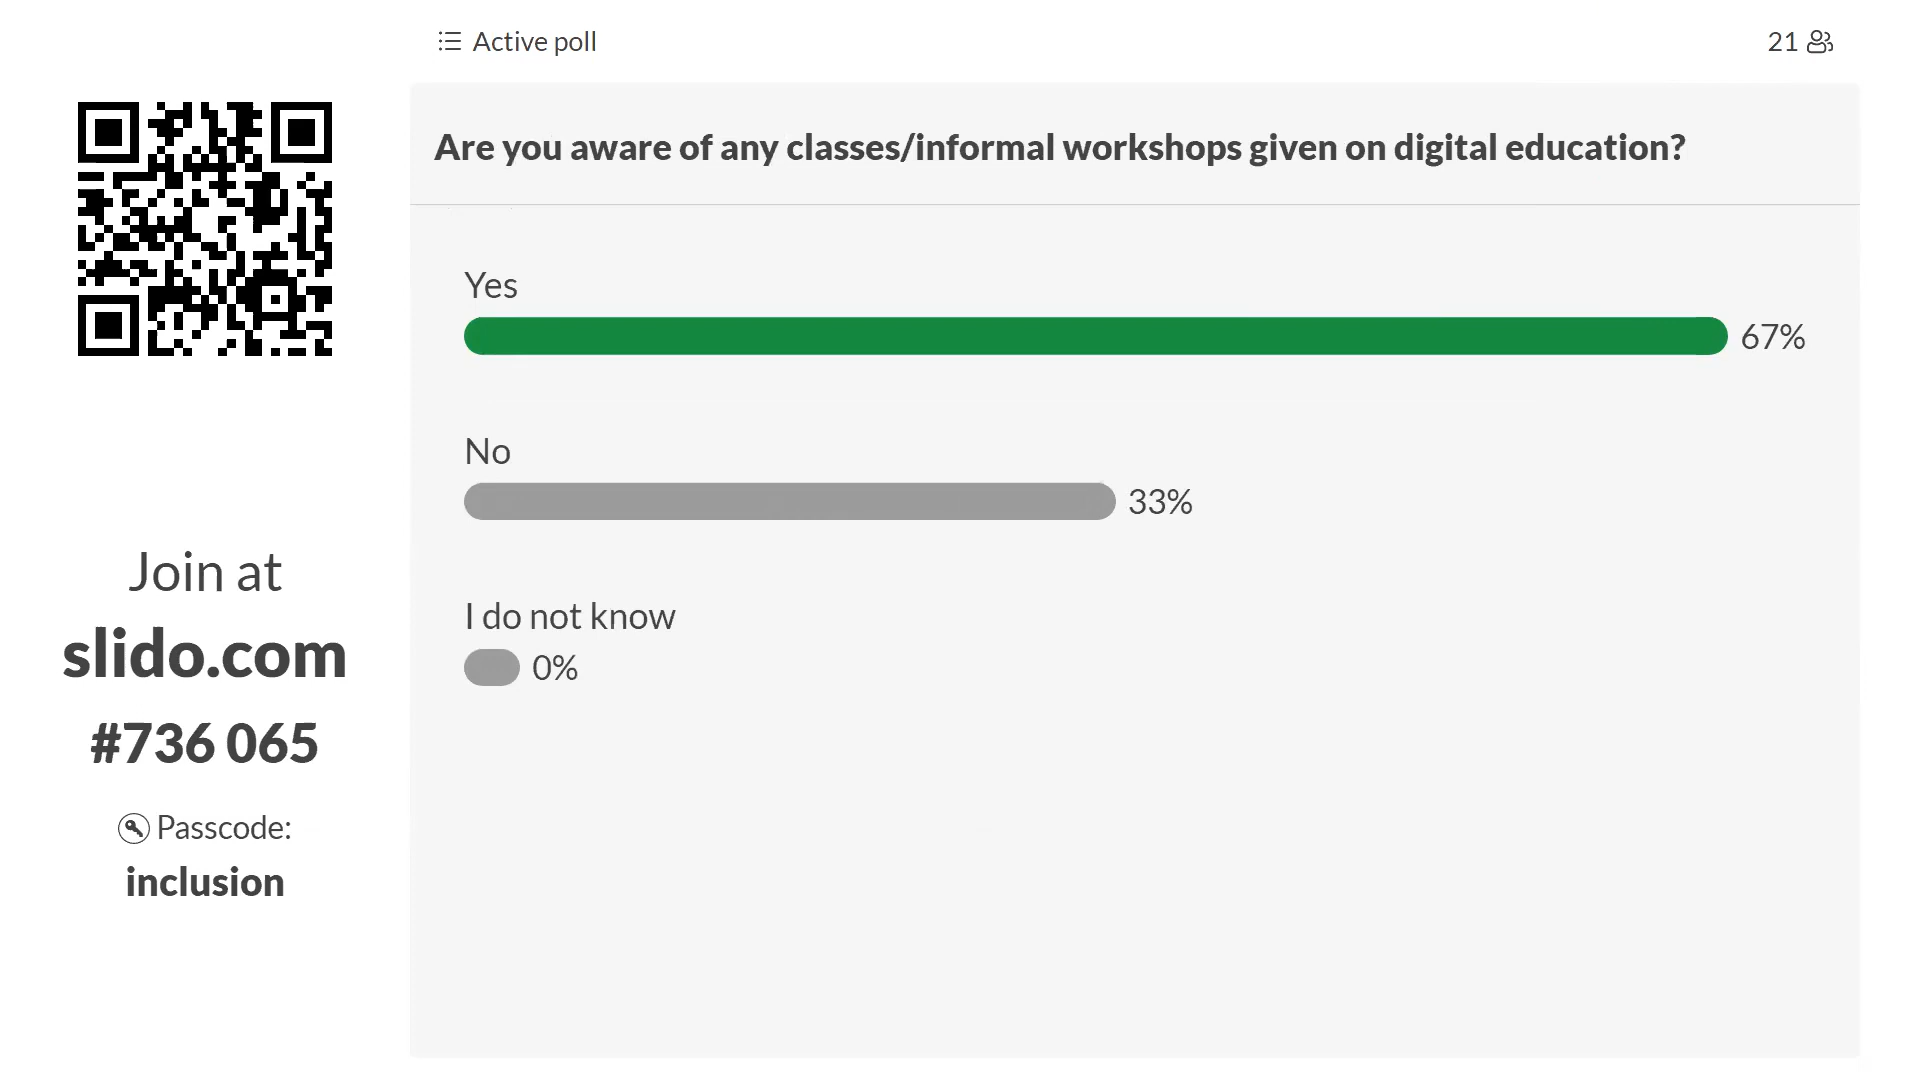 Active poll
21
Are you aware of any classes/informal workshops given on digital education?
Yes
67%
No
33%
I do not know
0%
Join at
slido.com
#736 065
Passcode:
inclusion